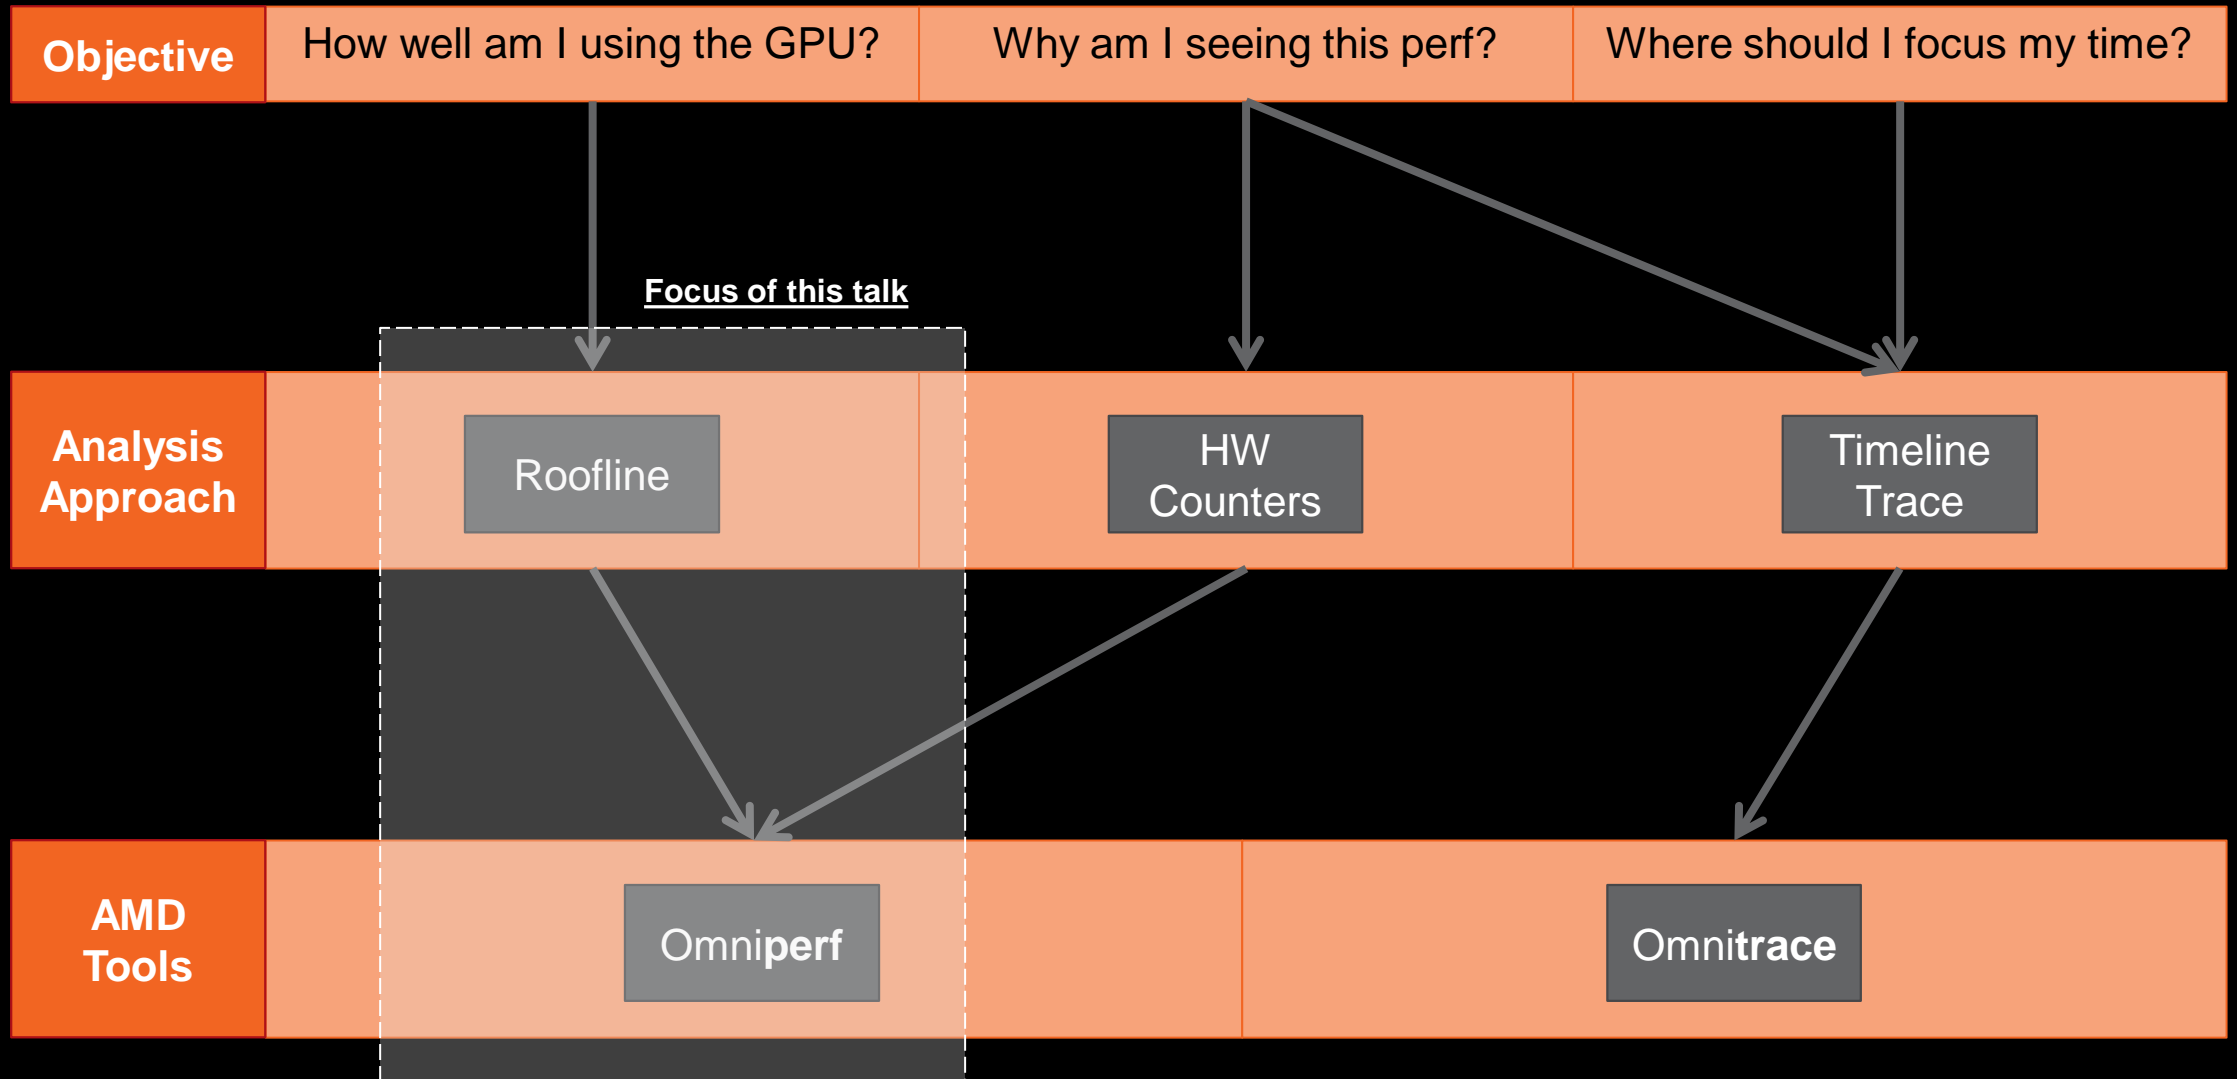 Objective
How well am I using the GPU?
Why am I seeing this perf?
Where should I focus my time?
Focus of this talk
Analysis
Approach
Roofline
HW
Counters
Timeline
Trace
AMD
Tools
Omniperf
Omnitrace